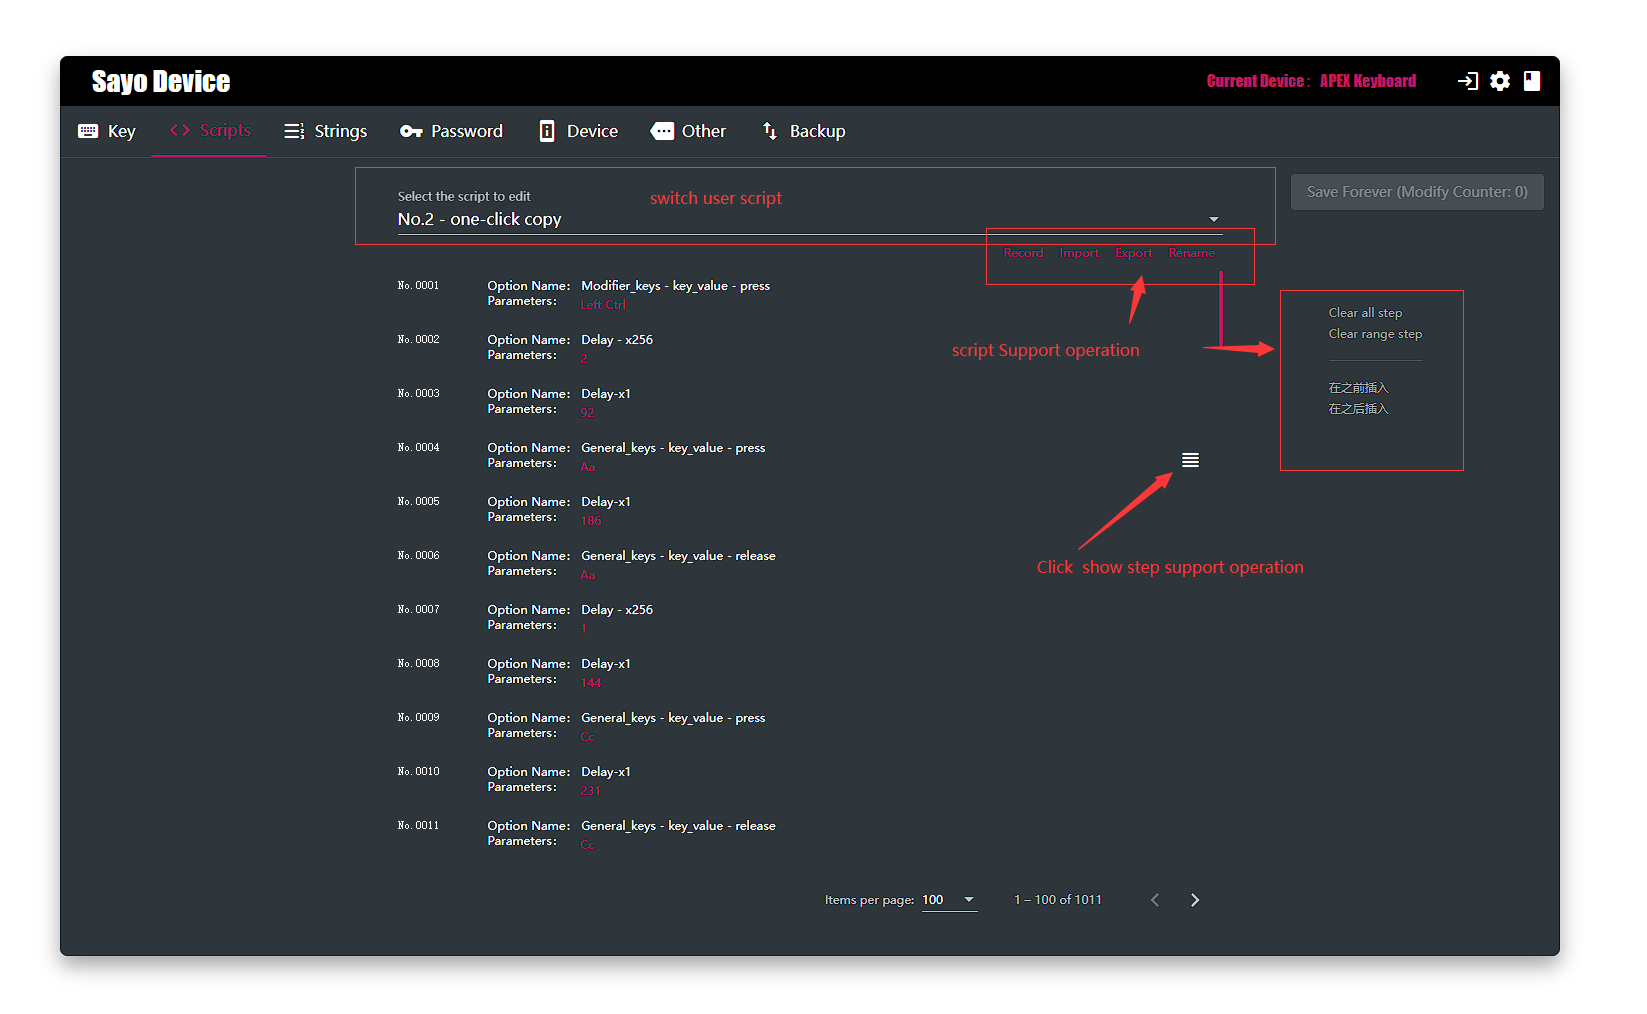 Sayo Device
Current Device： APEX Keyboard
Key
Scripts
Strings
Password
Device
Other
Backup
Select the script to edit
switch user script
No.2 - one-click copy
Save Forever (Modify Counter: 0)
Record Import Export Rename
No.0001
Option Name: Modifier_keys - key_value - press
Parameters: Left Ctrl
No.0002
Option Name: Delay - x256
Parameters: 2
No.0003
Option Name: Delay-x1
Parameters: 92
No.0004
Option Name: General_keys - key_value - press
Parameters: Aa
No.0005
Option Name: Delay-x1
Parameters: 186
No.0006
Option Name: General_keys - key_value - release
Parameters: Aa
No.0007
Option Name: Delay - x256
Parameters: 1
No.0008
Option Name: Delay-x1
Parameters: 144
No.0009
Option Name: General_keys - key_value - press
Parameters: Cc
No.0010
Option Name: Delay-x1
Parameters: 231
No.0011
Option Name: General_keys - key_value - release
Parameters: Cc
script Support operation
Clear all step
Clear range step
在之前插入
在之后插入
Click show step support operation
Items per page: 100
1 – 100 of 1011